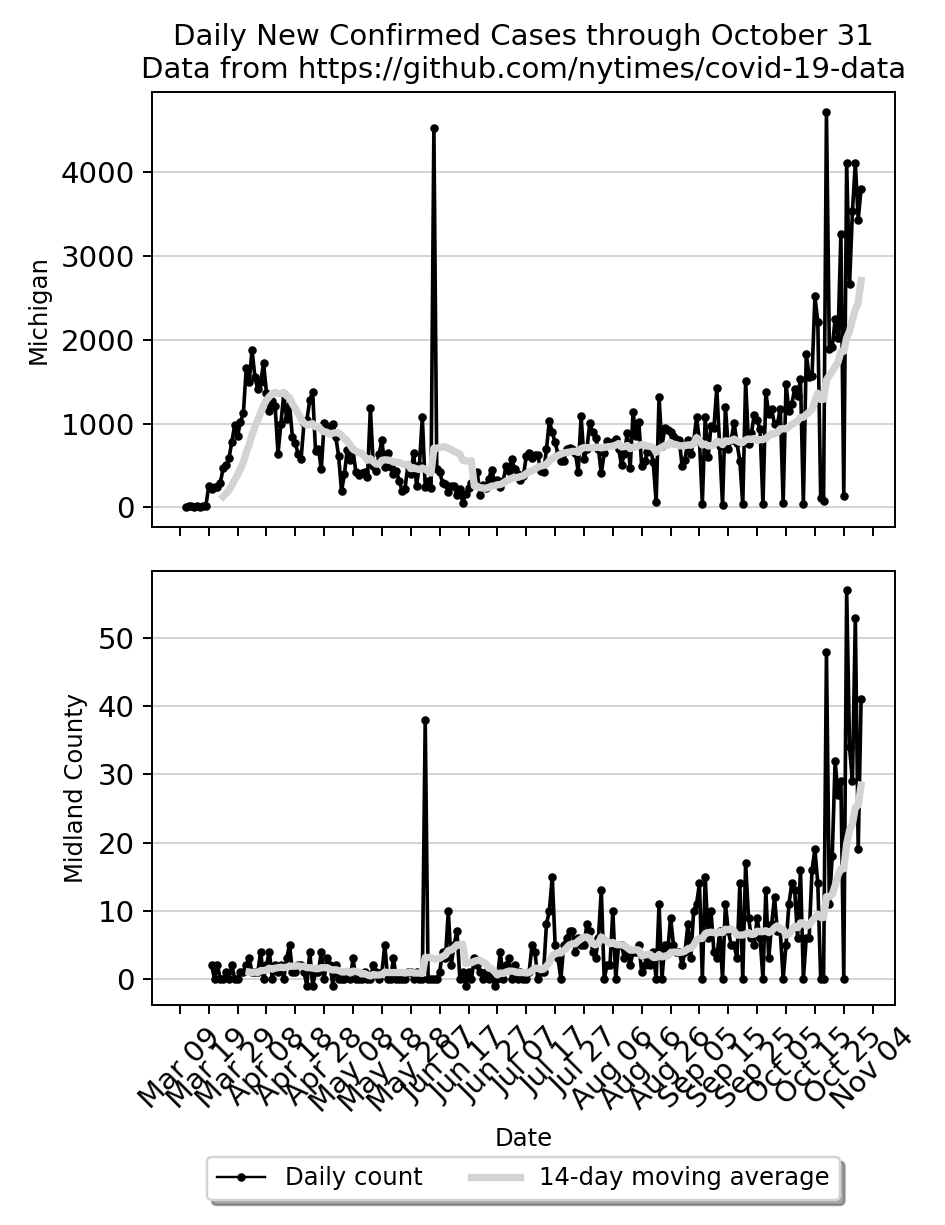 Daily New Confirmed Cases through October 31
Data from https://github.com/nytimes/covid-19-data
Michigan
4000
3000
2000
1000
0
Midland County
50
40
30
20
10
0
Mar 09
Mar 19
Mar 29
Apr 08
Apr 18
Apr 28
May 08
May 18
May 28
Jun 07
Jun 17
Jun 27
Jul 07
Jul 17
Jul 27
Aug 06
Aug 16
Aug 26
Sep 05
Sep 15
Sep 25
Oct 05
Oct 15
Oct 25
Nov 04
Date
Daily count
14-day moving average